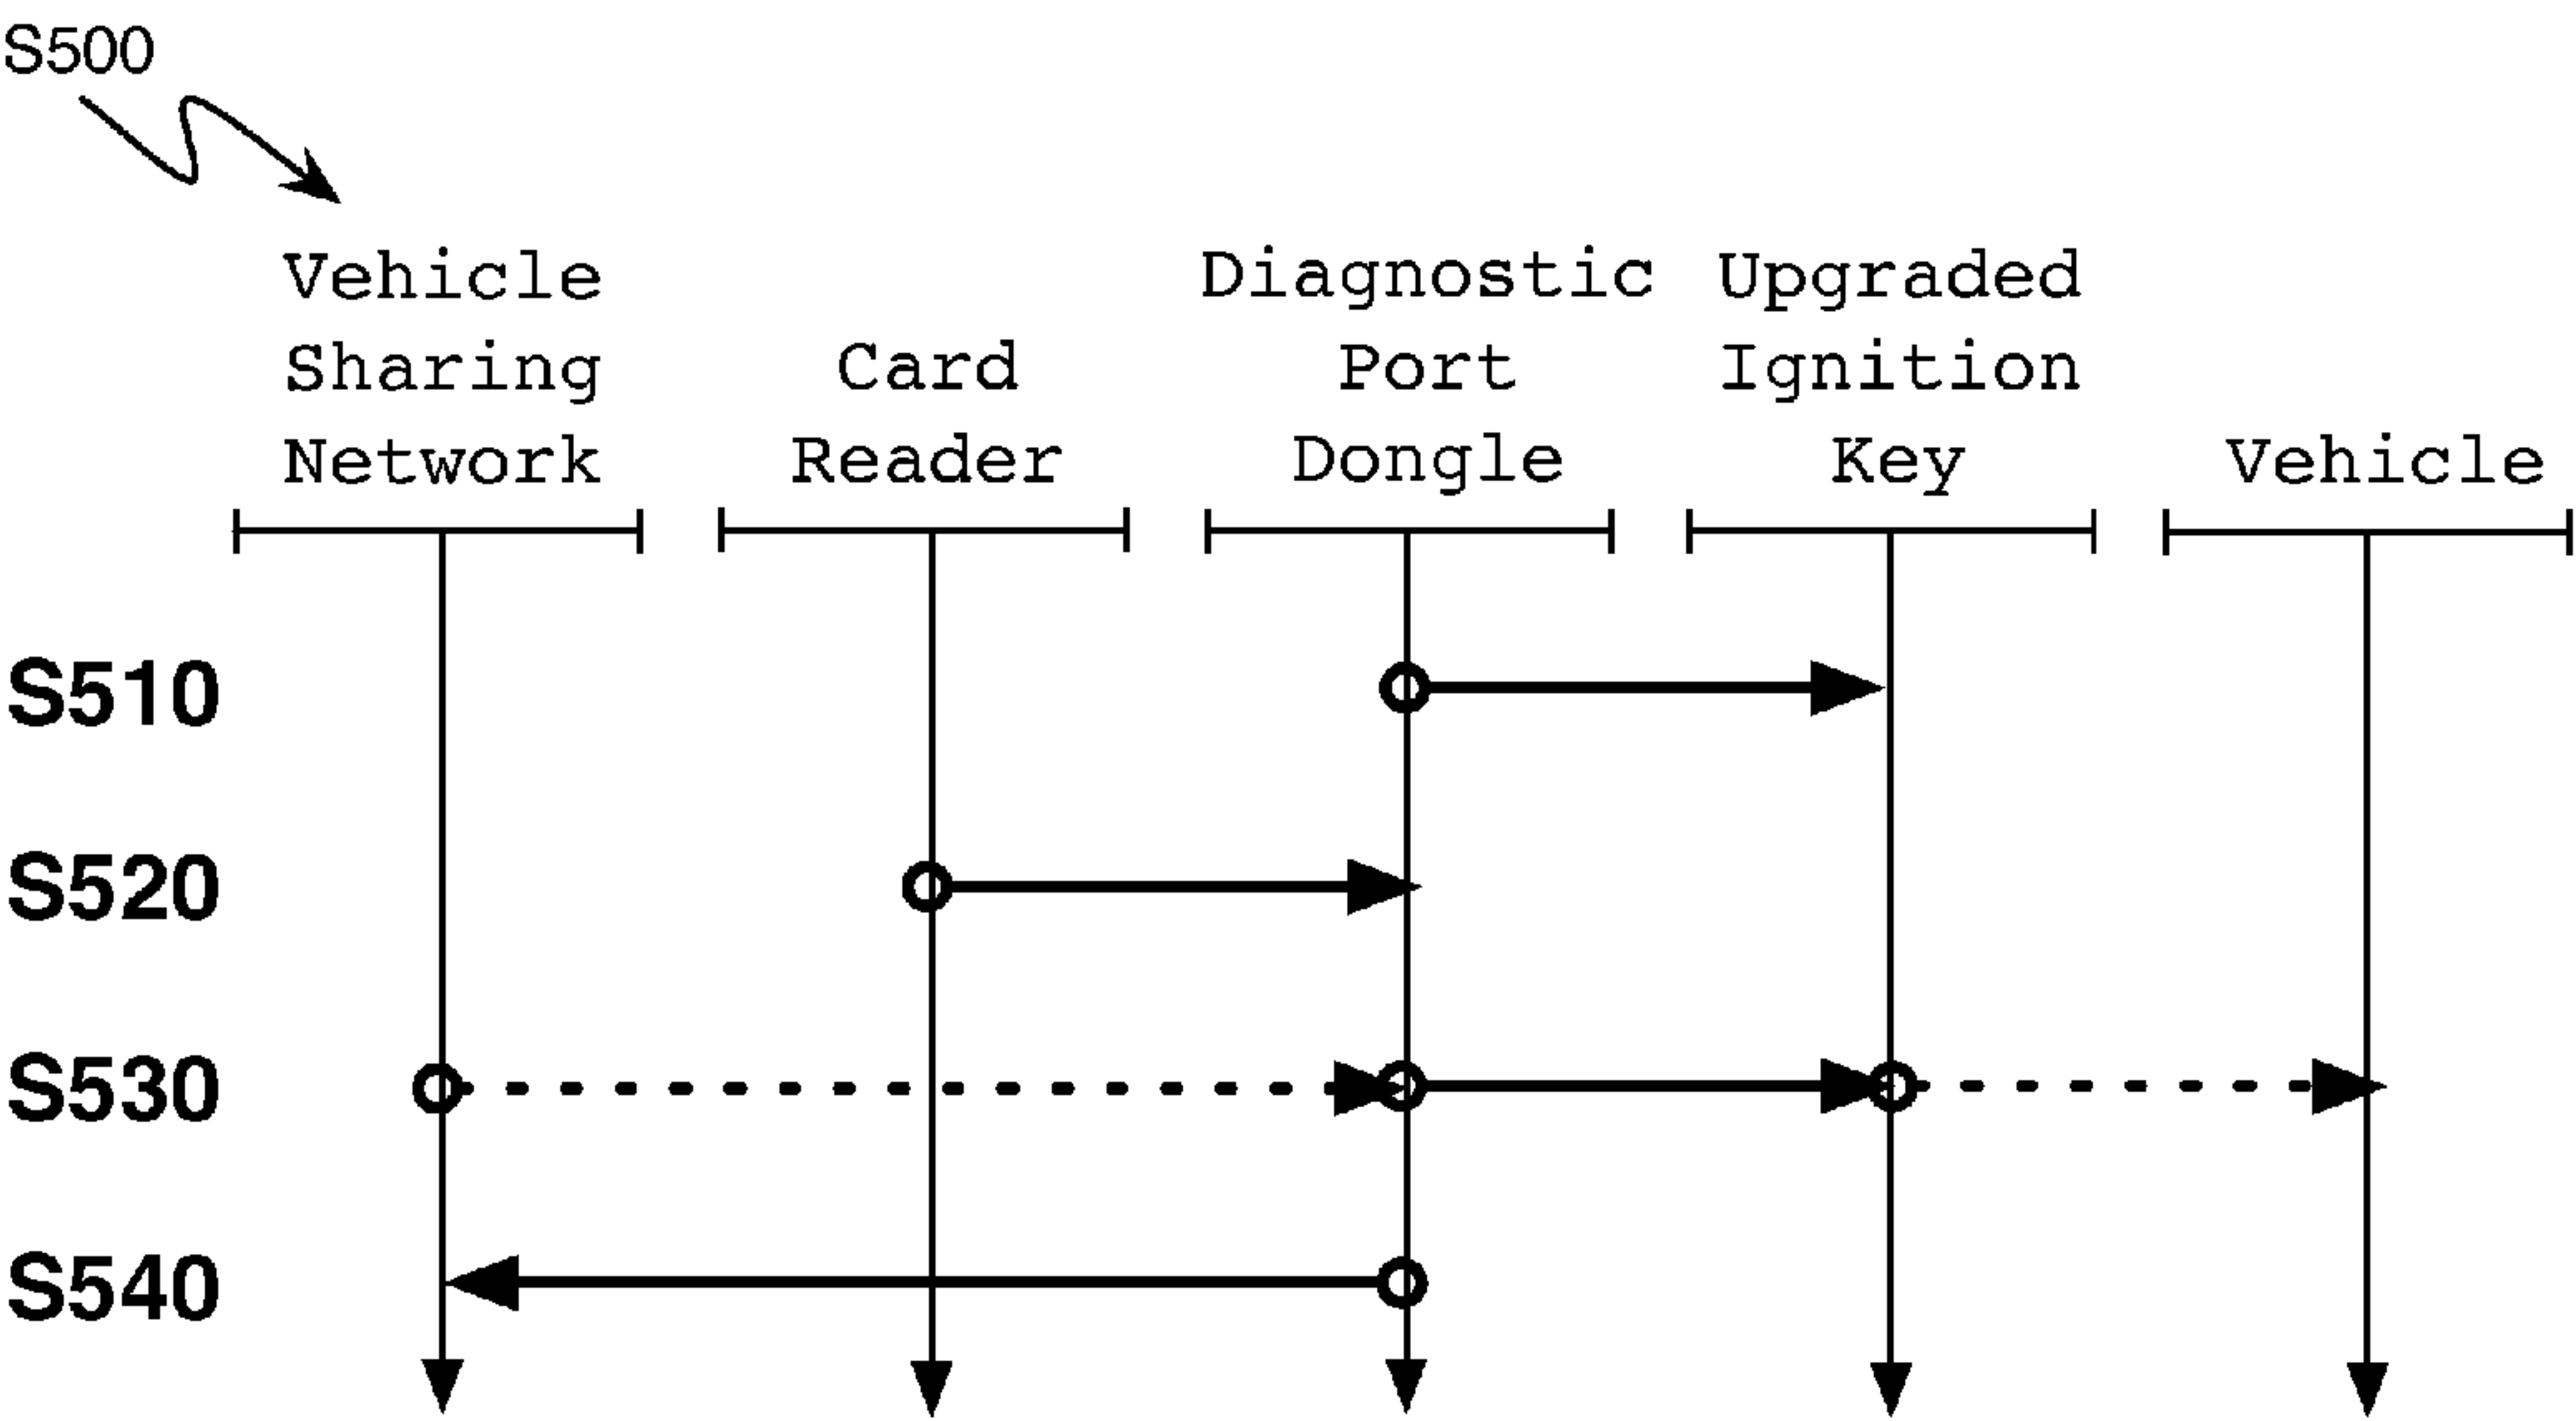 S500
Vehicle
Sharing
Network
Card
Reader
Diagnostic
Port
Dongle
Upgraded
Ignition
Key
Vehicle
S510
S520
S530
S540